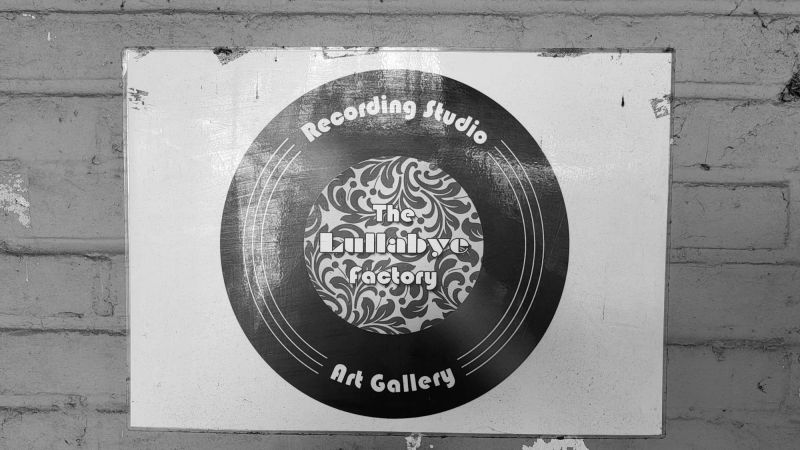 Recording Studio
The
Lullabye
Factory
Art Gallery